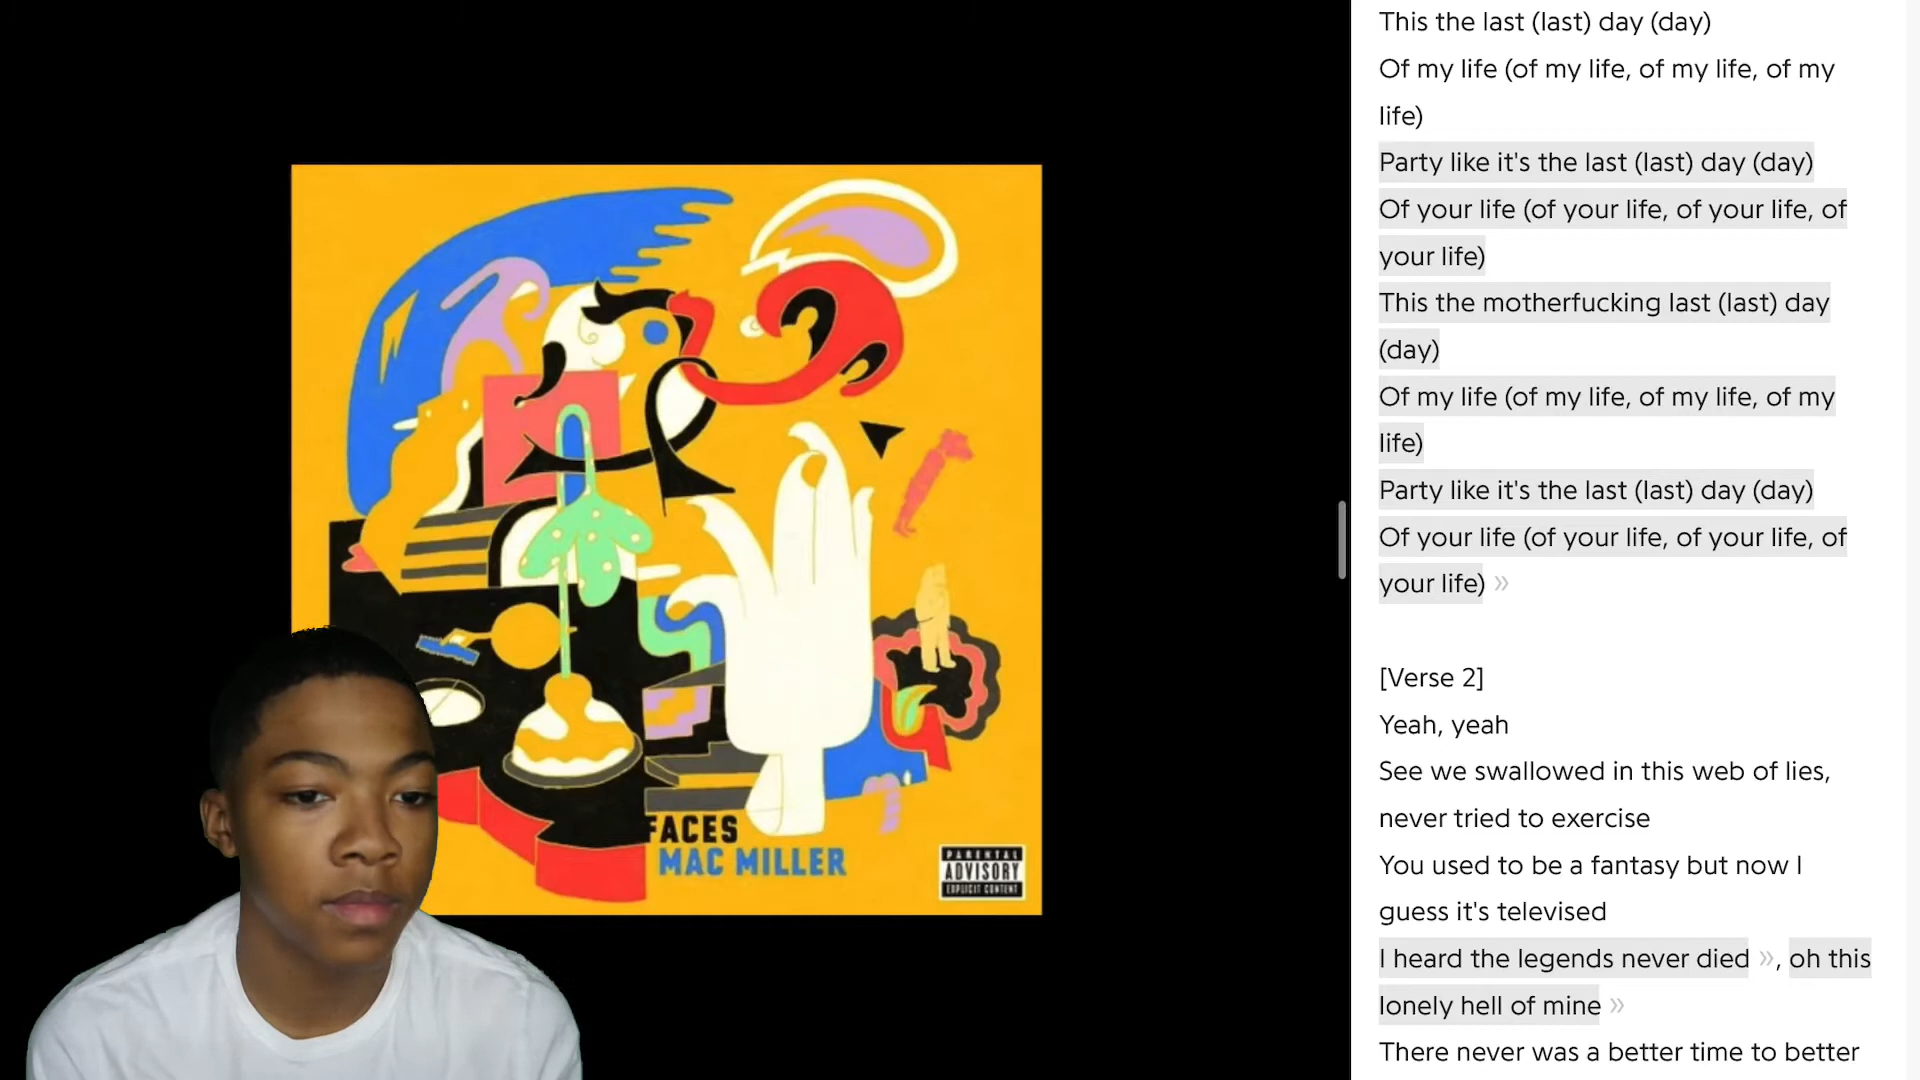 This the last (last) day (day)
Of my life (of my life, of my life, of my
life)
Party like it's the last (last) day (day)
Of your life (of your life, of your life, of
your life)
This the motherfucking last (last) day
(day)
Of my life (of my life, of my life, of my
life)
Party like it's the last (last) day (day)
Of your life (of your life, of your life, of
your life) »
[Verse 2]
Yeah, yeah
See we swallowed in this web of lies,
never tried to exercise
You used to be a fantasy but now I
guess it's televised
I heard the legends never died », oh this
lonely hell of mine »
There never was a better time to better
FACES
MAC MILLER
PARENTAL
ADVISORY
EXPLICIT CONTENT